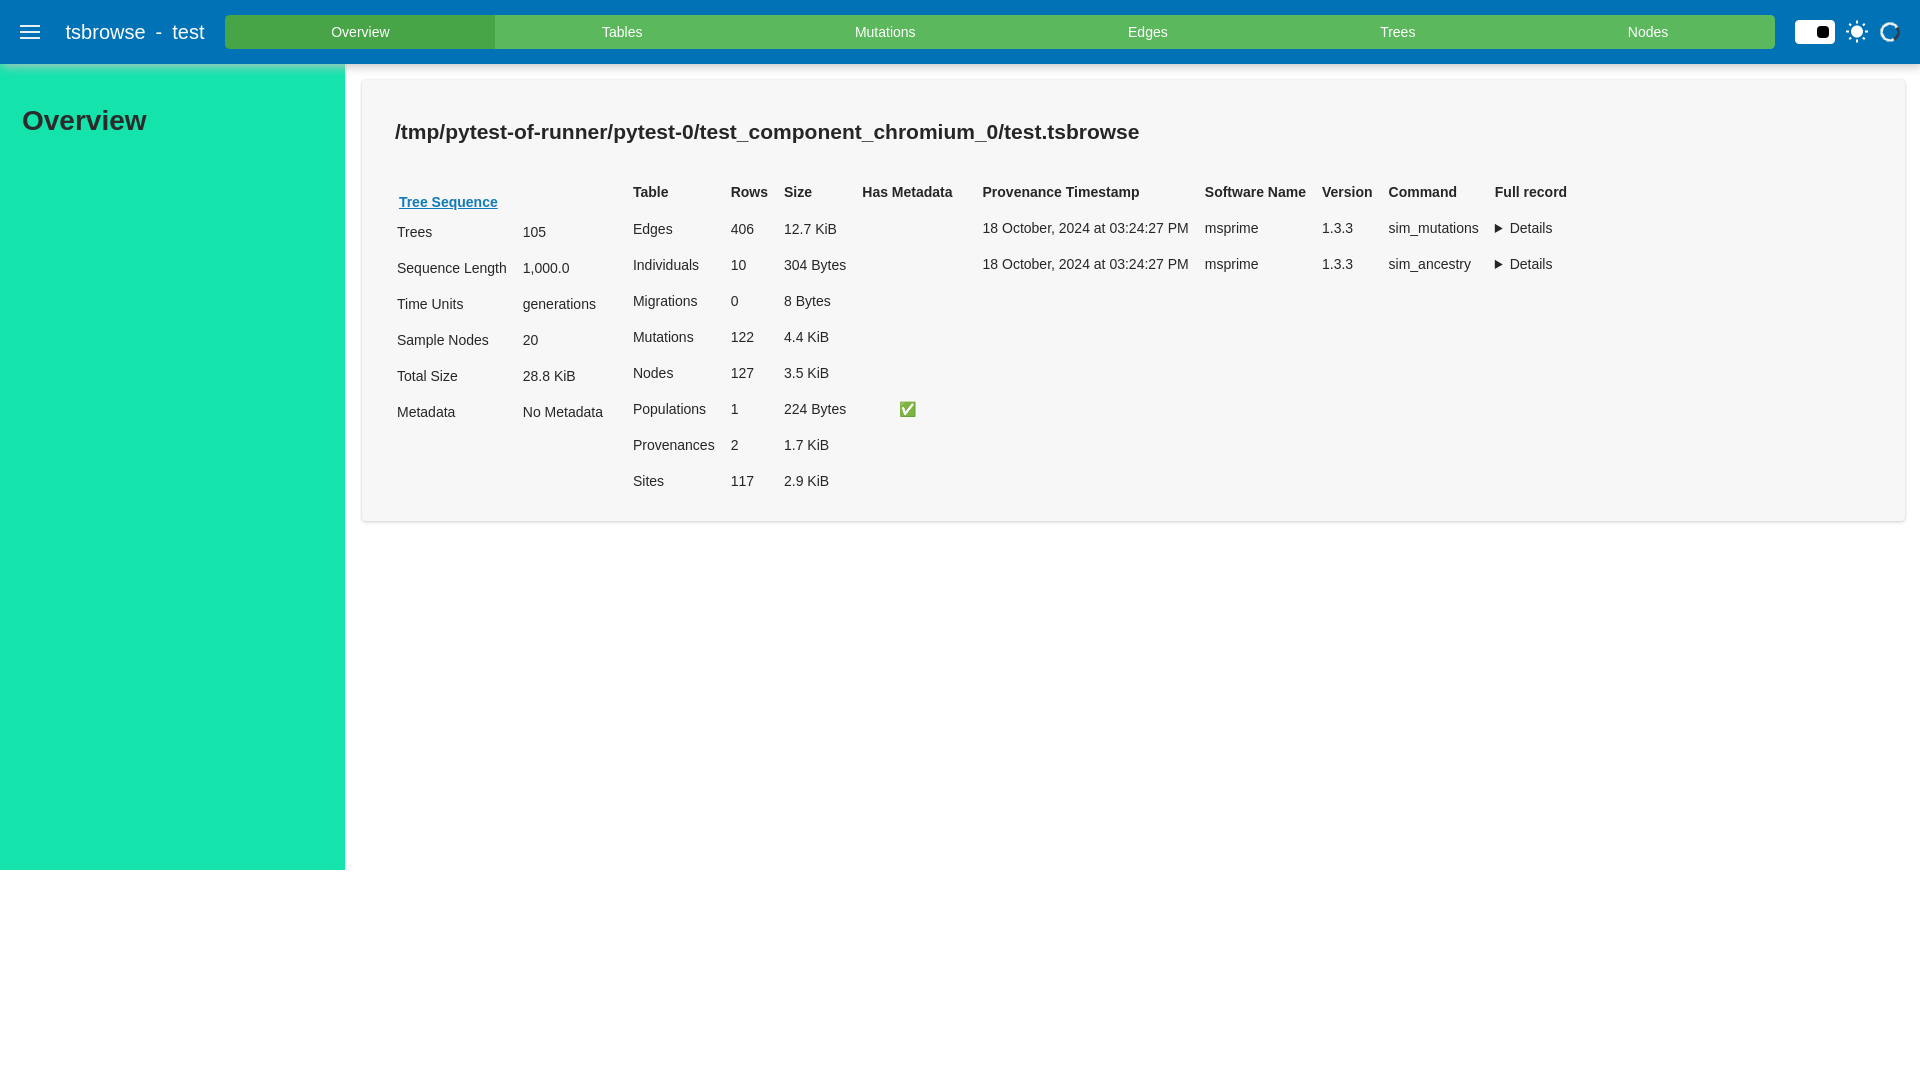 tsbrowse - test
Overview Tables Mutations Edges Trees Nodes
Overview
/tmp/pytest-of-runner/pytest-0/test_component_chromium_0/test.tsbrowse
Tree Sequence
Trees 105
Sequence Length 1,000.0
Time Units generations
Sample Nodes 20
Total Size 28.8 KiB
Metadata No Metadata
Table Rows Size Has Metadata
Edges 406 12.7 KiB
Individuals 10 304 Bytes
Migrations 0 8 Bytes
Mutations 122 4.4 KiB
Nodes 127 3.5 KiB
Populations 1 224 Bytes ✅
Provenances 2 1.7 KiB
Sites 117 2.9 KiB
Provenance Timestamp Software Name Version Command Full record
18 October, 2024 at 03:24:27 PM msprime 1.3.3 sim_mutations Details
18 October, 2024 at 03:24:27 PM msprime 1.3.3 sim_ancestry Details